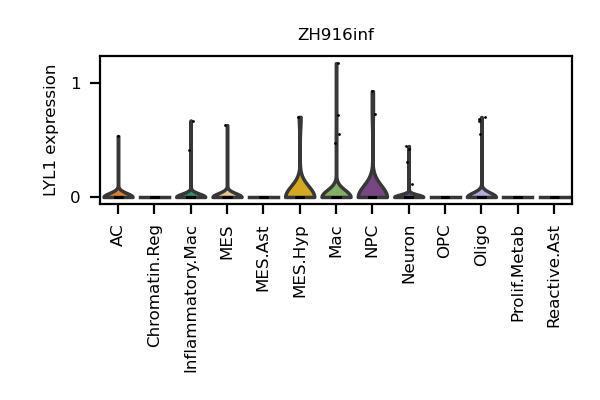 ZH916inf
LYL1 expression
1
0
AC
Chromatin.Reg
Inflammatory.Mac
MES
MES.Ast
MES.Hyp
Mac
NPC
Neuron
OPC
Oligo
Prolif.Metab
Reactive.Ast